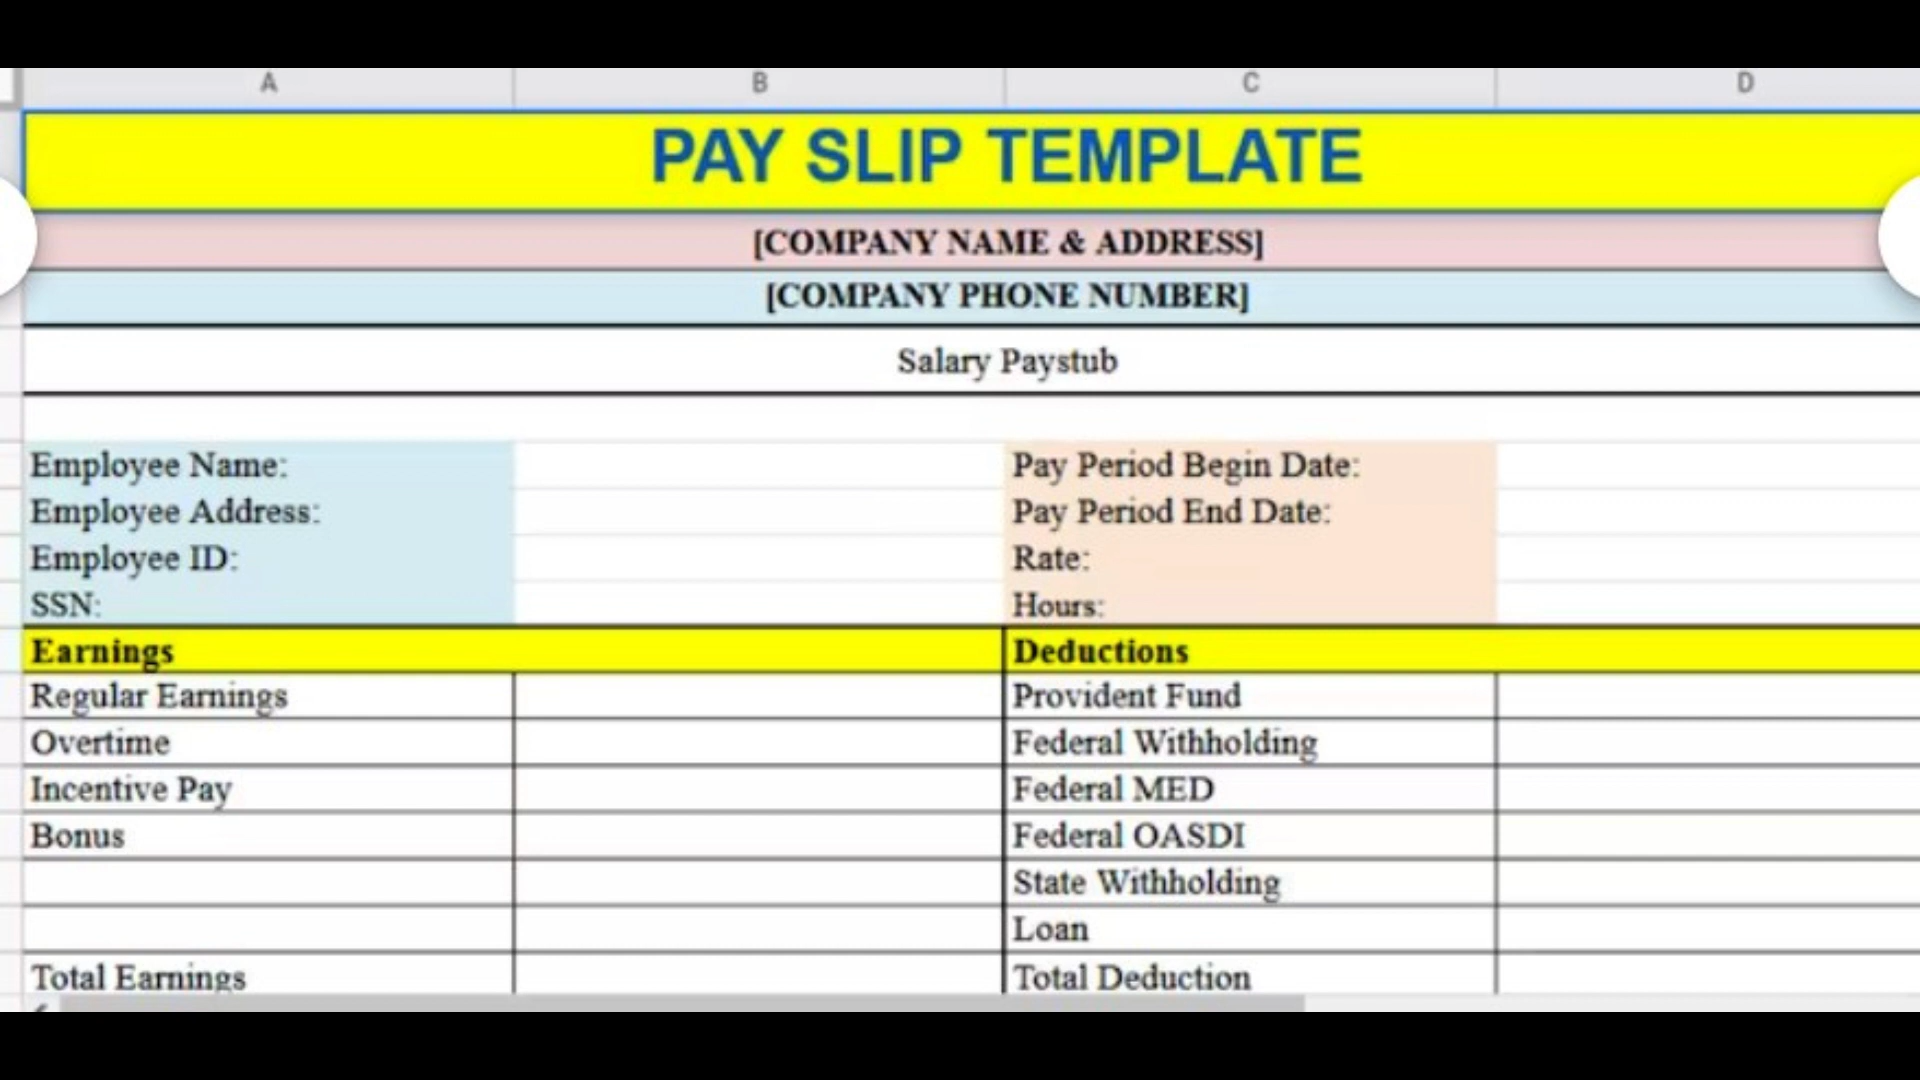 A B C D
PAY SLIP TEMPLATE
[COMPANY NAME & ADDRESS]
[COMPANY PHONE NUMBER]
Salary Paystub
Employee Name: Pay Period Begin Date:
Employee Address: Pay Period End Date:
Employee ID: Rate:
SSN: Hours:
Earnings Deductions
Regular Earnings Provident Fund
Overtime Federal Withholding
Incentive Pay Federal MED
Bonus Federal OASDI
State Withholding
Loan
Total Earnings Total Deduction